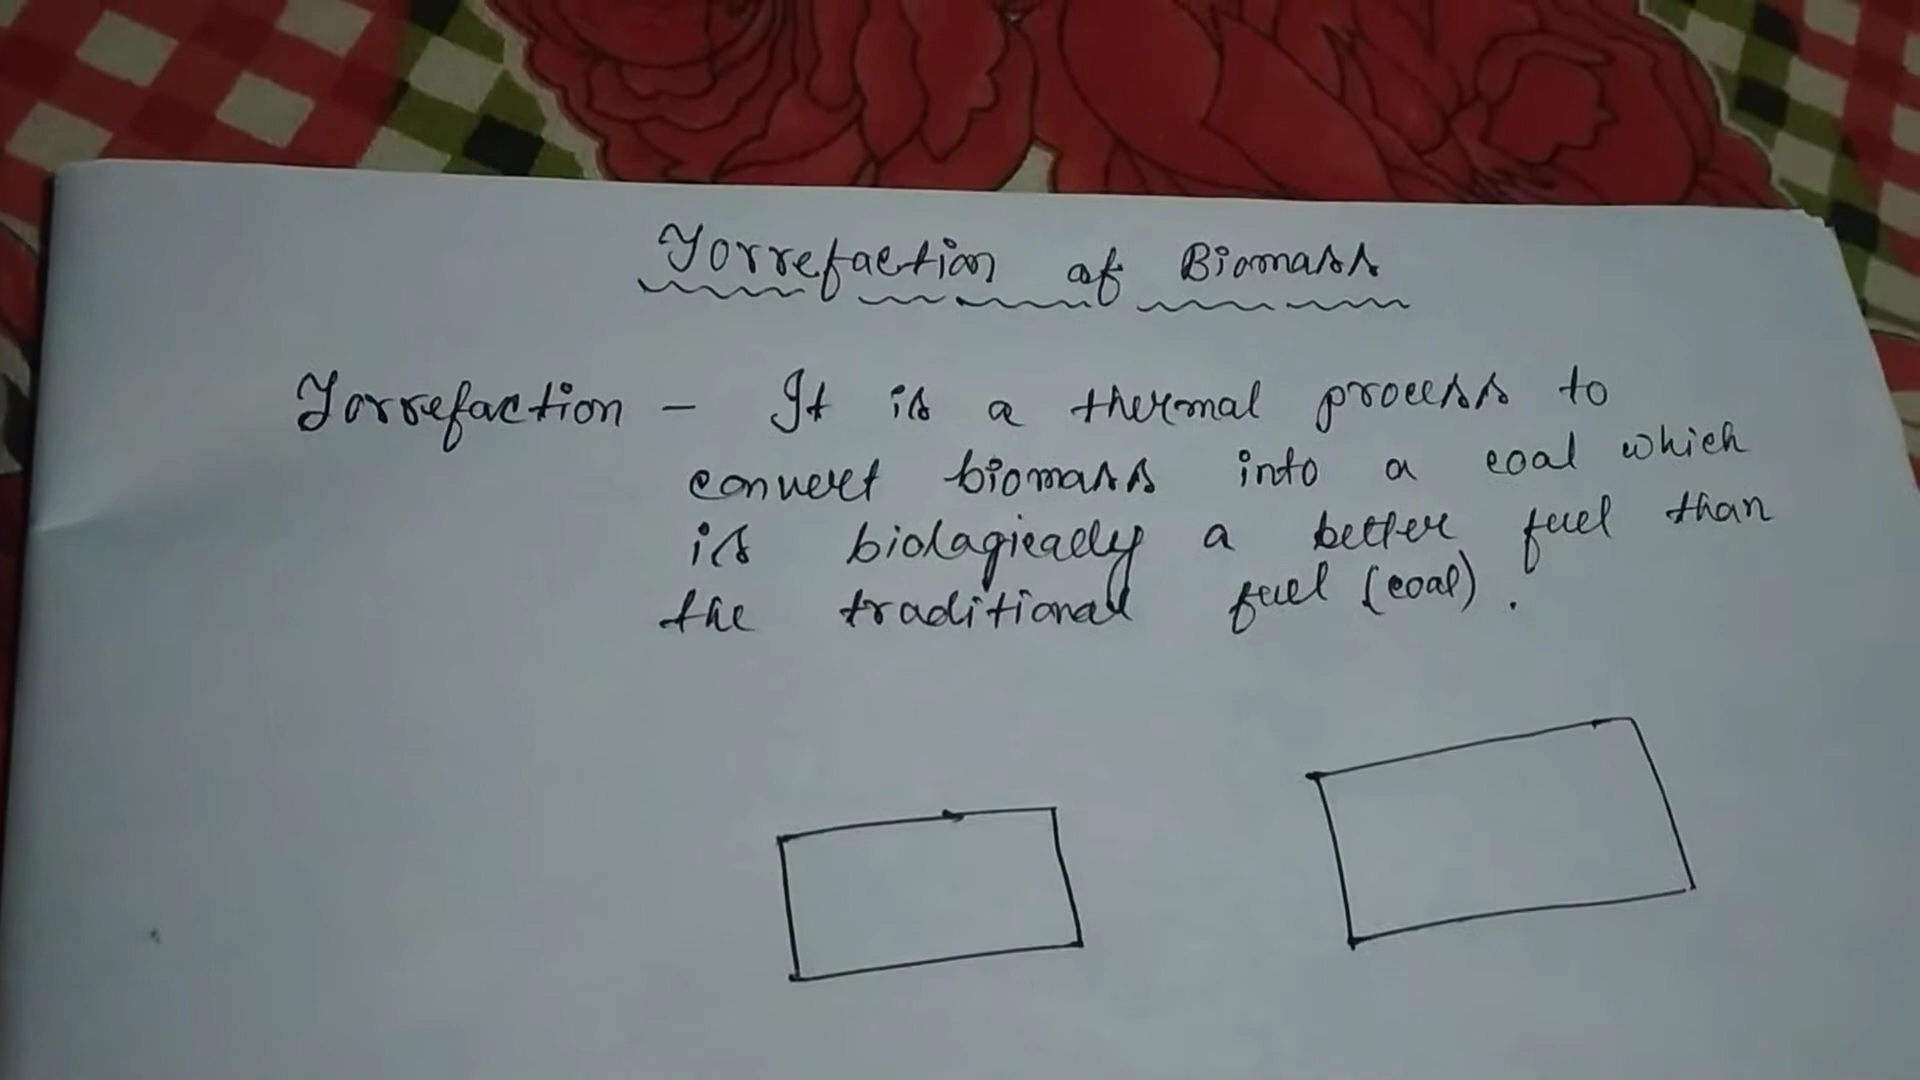 Torrefaction of Biomass
Torrefaction - It is a thermal process to
convert biomass into a coal which
is biologically a better fuel than
the traditional fuel (coal).